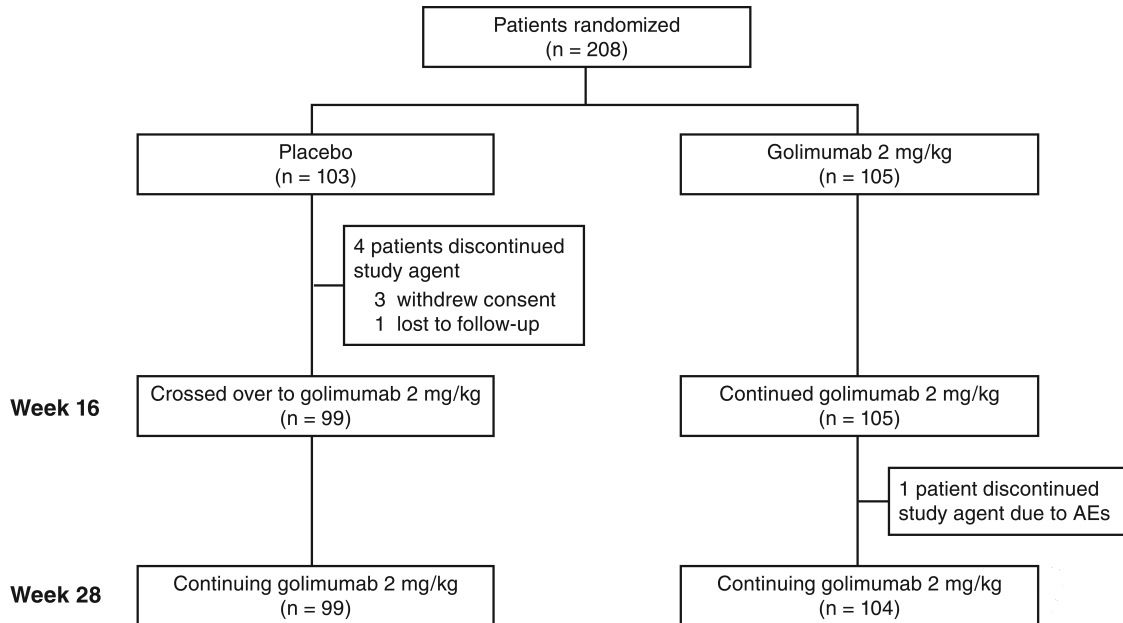 Patients randomized
(n = 208)
Placebo
(n = 103)
Golimumab 2 mg/kg
(n = 105)
4 patients discontinued
study agent
3 withdrew consent
1 lost to follow-up
Week 16
Crossed over to golimumab 2 mg/kg
(n = 99)
Continued golimumab 2 mg/kg
(n = 105)
1 patient discontinued
study agent due to AEs
Week 28
Continuing golimumab 2 mg/kg
(n = 99)
Continuing golimumab 2 mg/kg
(n = 104)